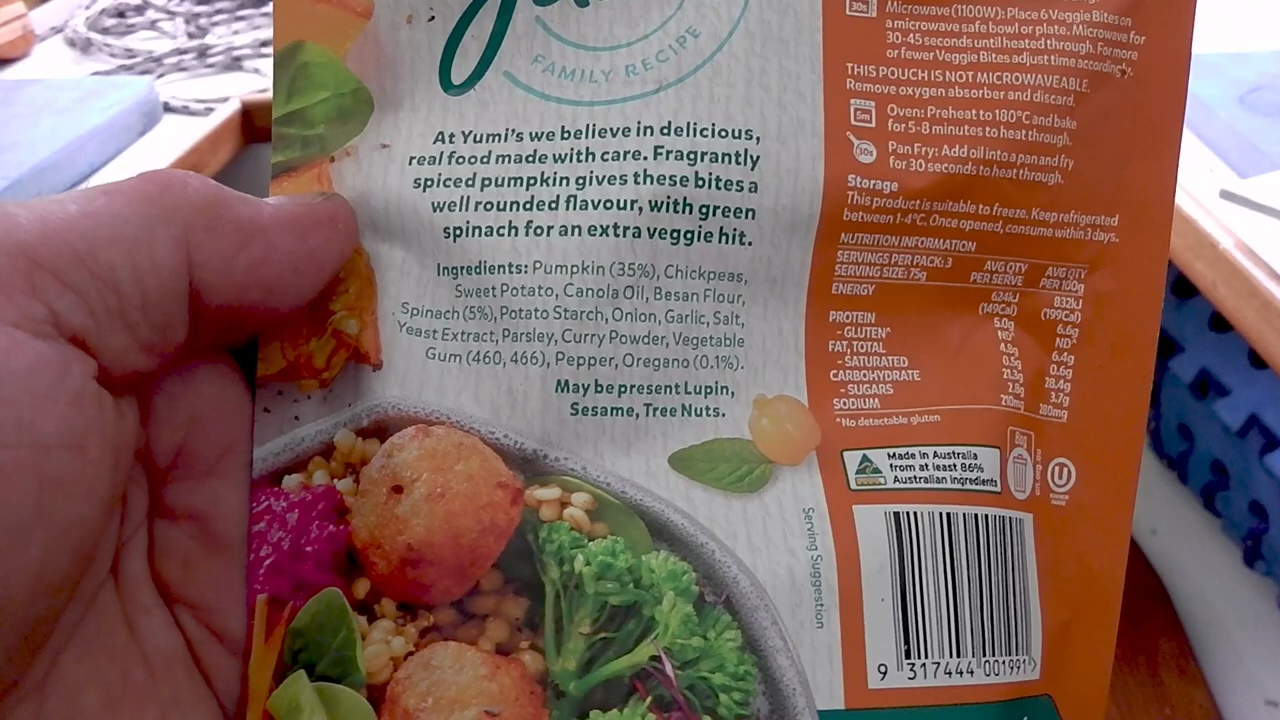 FAMILY RECIPE
At Yumi's we believe in delicious,
real food made with care. Fragrantly
spiced pumpkin gives these bites a
well rounded flavour, with green
spinach for an extra veggie hit.
Ingredients: Pumpkin (35%), Chickpeas,
Sweet Potato, Canola Oil, Besan Flour,
Spinach (5%), Potato Starch, Onion, Garlic, Salt,
Yeast Extract, Parsley, Curry Powder, Vegetable
Gum (460, 466), Pepper, Oregano (0.1%).
May be present Lupin,
Sesame, Tree Nuts.
Serving Suggestion
30s
Microwave (1100W): Place 6 Veggie Bites on
a microwave safe bowl or plate. Microwave for
30-45 seconds until heated through. For more
or fewer Veggie Bites adjust time accordingly.
THIS POUCH IS NOT MICROWAVEABLE.
Remove oxygen absorber and discard.
5m
Oven: Preheat to 180°C and bake
for 5-8 minutes to heat through.
30s
Pan Fry: Add oil into a pan and fry
for 30 seconds to heat through.
Storage
This product is suitable to freeze. Keep refrigerated
between 1-4°C. Once opened, consume within 3 days.
NUTRITION INFORMATION
SERVINGS PER PACK: 3
SERVING SIZE: 75g
AVG QTY PER SERVE
AVG QTY PER 100g
ENERGY 624kJ 832kJ
(149Cal) (199Cal)
PROTEIN 5.0g 6.6g
- GLUTEN^ ND^ ND^
FAT, TOTAL 4.8g 6.4g
- SATURATED 0.5g 0.6g
CARBOHYDRATE 21.3g 28.4g
- SUGARS 2.8g 3.7g
SODIUM 210mg 280mg
^No detectable gluten
Made in Australia
from at least 86%
Australian ingredients
Bag
U
9 317444 001991>